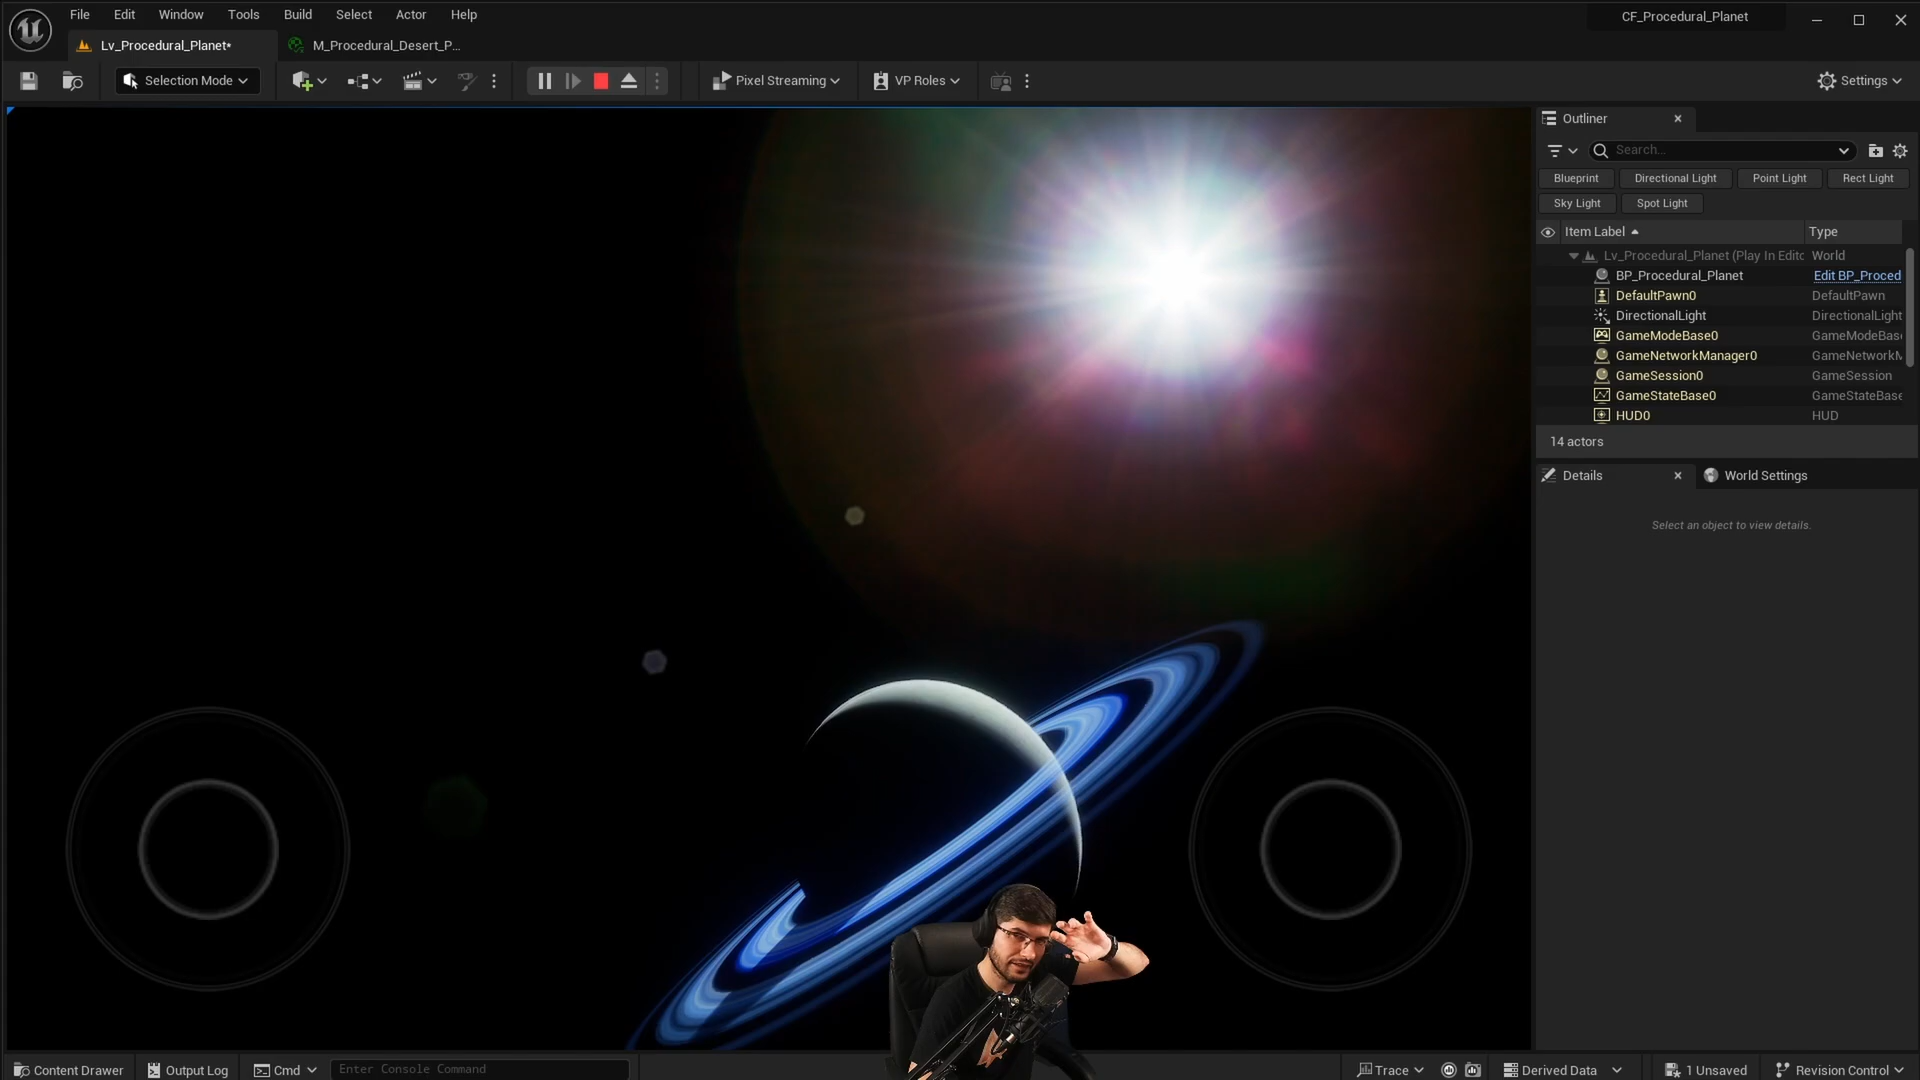 File Edit Window Tools Build Select Actor Help
CF_Procedural_Planet
Lv_Procedural_Planet*
M_Procedural_Desert_P...
Selection Mode
Pixel Streaming
VP Roles
Settings
Outliner
Search...
Blueprint Directional Light Point Light Rect Light
Sky Light Spot Light
Item Label Type
Lv_Procedural_Planet (Play In Edito World
BP_Procedural_Planet Edit BP_Proced
DefaultPawn0 DefaultPawn
DirectionalLight DirectionalLight
GameModeBase0 GameModeBase
GameNetworkManager0 GameNetworkM
GameSession0 GameSession
GameStateBase0 GameStateBase
HUD0 HUD
14 actors
Details
World Settings
Select an object to view details.
Content Drawer
Output Log
Cmd
Enter Console Command
Trace
Derived Data
1 Unsaved
Revision Control